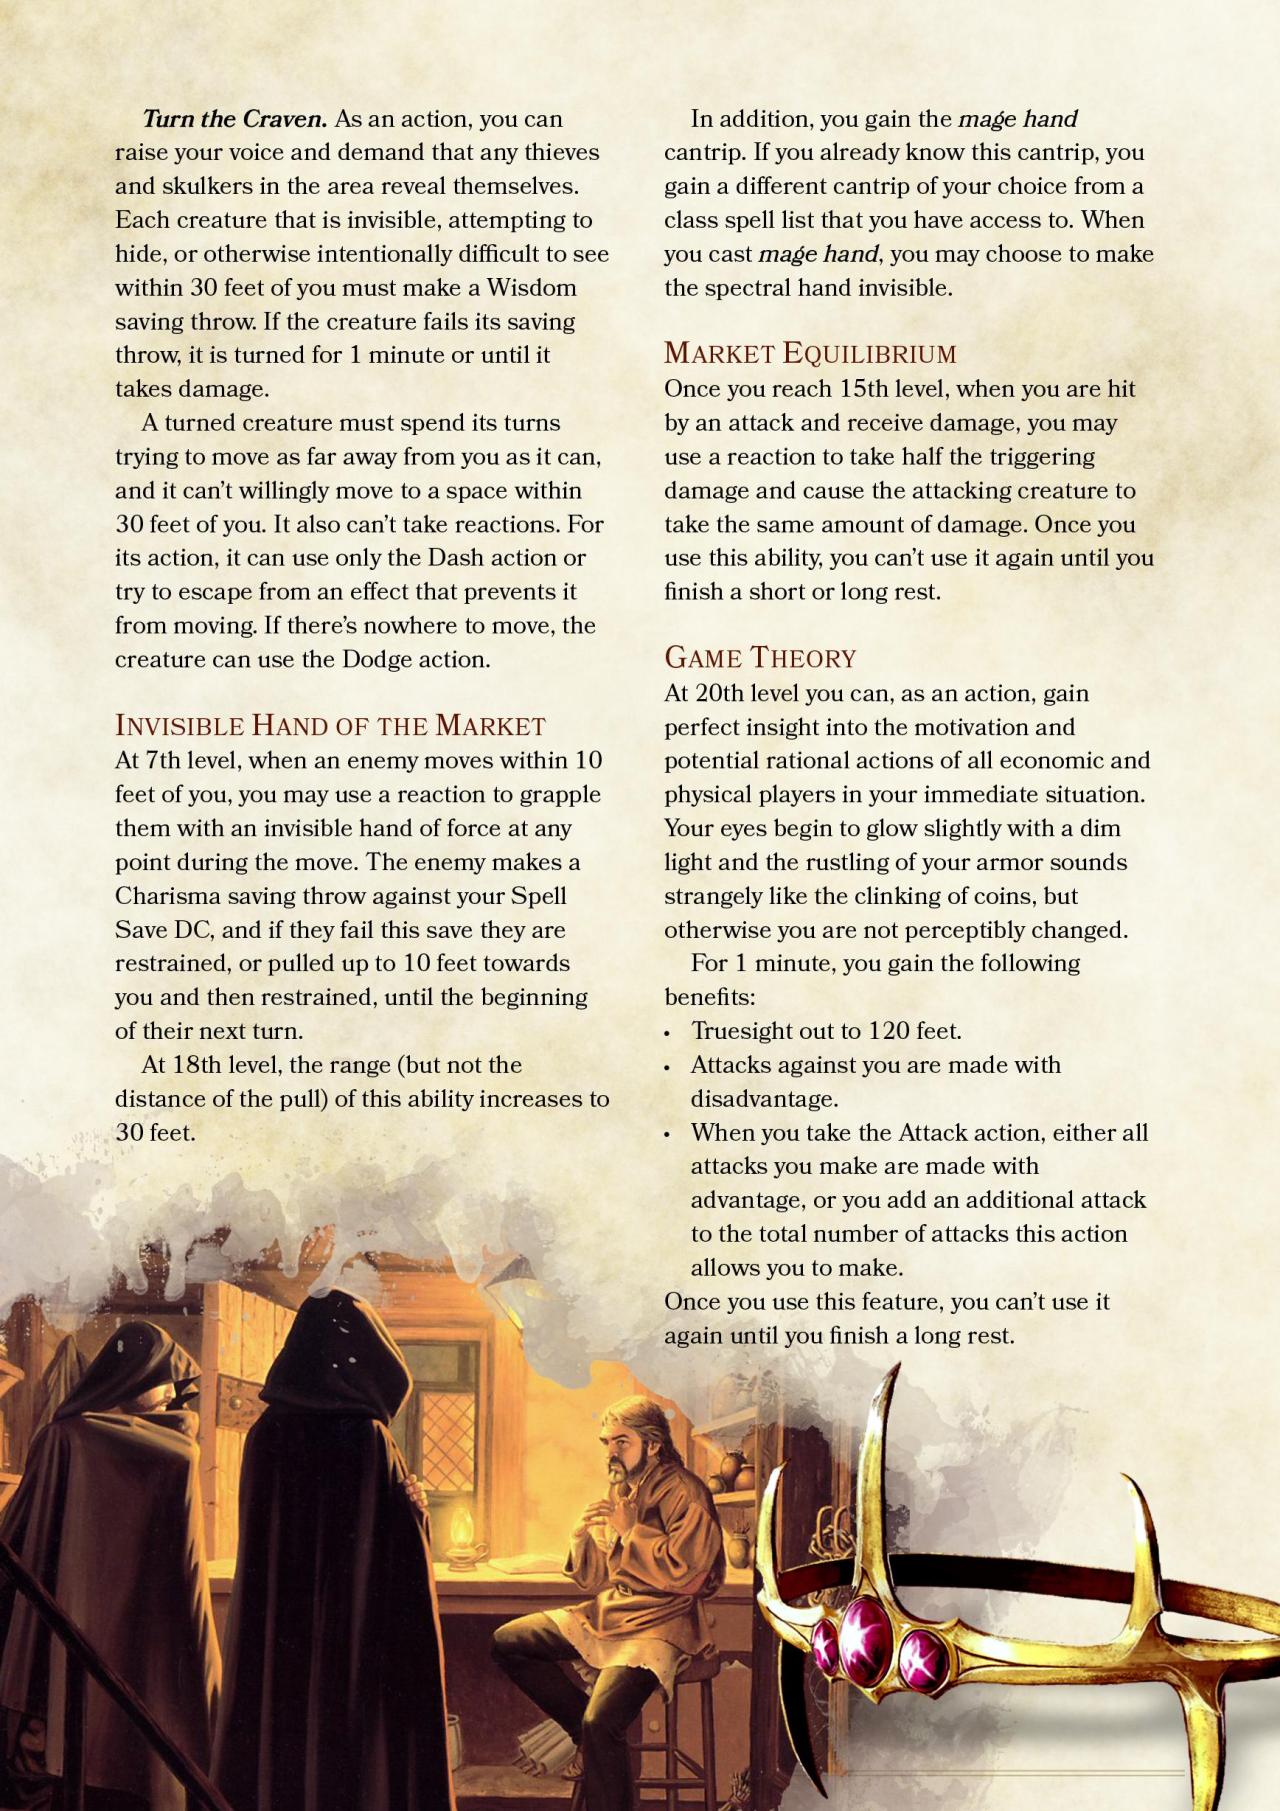 Turn the Craven. As an action, you can
raise your voice and demand that any thieves
and skulkers in the area reveal themselves.
Each creature that is invisible, attempting to
hide, or otherwise intentionally difficult to see
within 30 feet of you must make a Wisdom
saving throw. If the creature fails its saving
throw, it is turned for 1 minute or until it
takes damage.
A turned creature must spend its turns
trying to move as far away from you as it can,
and it can't willingly move to a space within
30 feet of you. It also can't take reactions. For
its action, it can use only the Dash action or
try to escape from an effect that prevents it
from moving. If there's nowhere to move, the
creature can use the Dodge action.
INVISIBLE HAND OF THE MARKET
At 7th level, when an enemy moves within 10
feet of you, you may use a reaction to grapple
them with an invisible hand of force at any
point during the move. The enemy makes a
Charisma saving throw against your Spell
Save DC, and if they fail this save they are
restrained, or pulled up to 10 feet towards
you and then restrained, until the beginning
of their next turn.
At 18th level, the range (but not the
distance of the pull) of this ability increases to
30 feet.
In addition, you gain the mage hand
cantrip. If you already know this cantrip, you
gain a different cantrip of your choice from a
class spell list that you have access to. When
you cast mage hand, you may choose to make
the spectral hand invisible.
MARKET EQUILIBRIUM
Once you reach 15th level, when you are hit
by an attack and receive damage, you may
use a reaction to take half the triggering
damage and cause the attacking creature to
take the same amount of damage. Once you
use this ability, you can't use it again until you
finish a short or long rest.
GAME THEORY
At 20th level you can, as an action, gain
perfect insight into the motivation and
potential rational actions of all economic and
physical players in your immediate situation.
Your eyes begin to glow slightly with a dim
light and the rustling of your armor sounds
strangely like the clinking of coins, but
otherwise you are not perceptibly changed.
For 1 minute, you gain the following
benefits:
• Truesight out to 120 feet.
• Attacks against you are made with
disadvantage.
• When you take the Attack action, either all
attacks you make are made with
advantage, or you add an additional attack
to the total number of attacks this action
allows you to make.
Once you use this feature, you can't use it
again until you finish a long rest.